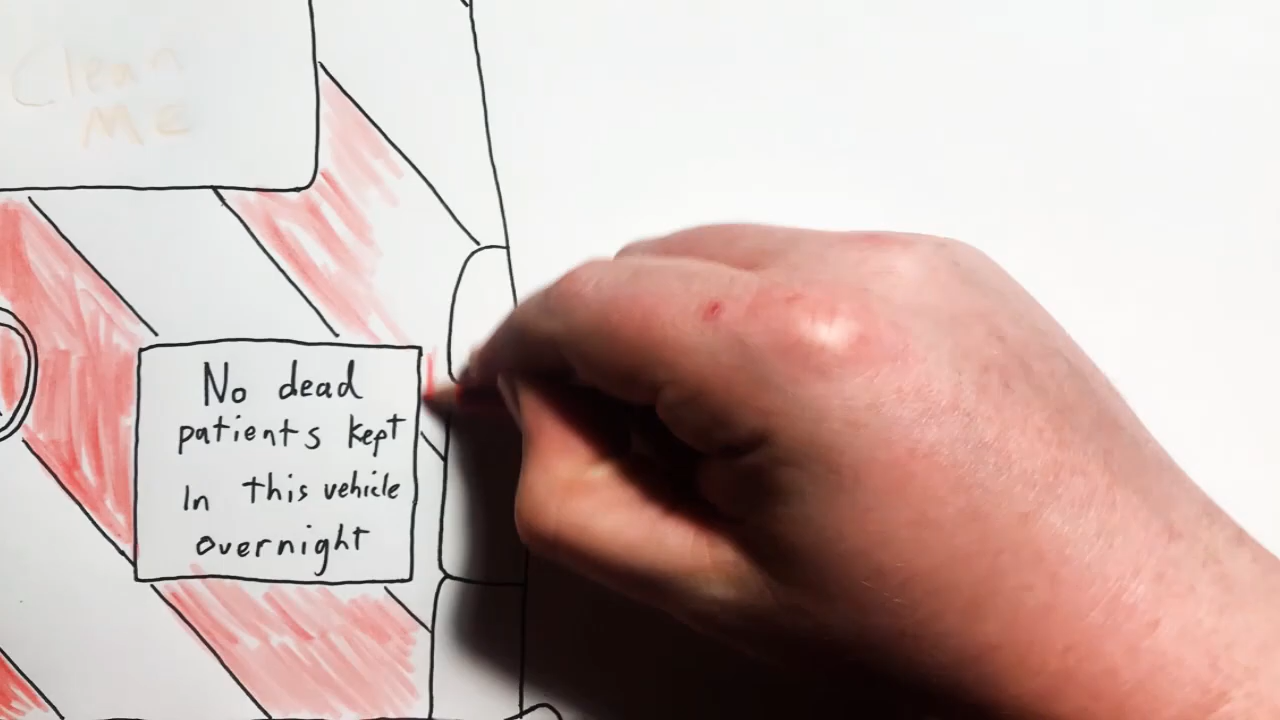 Clean
Me
No dead
patients kept
In this vehicle
overnight